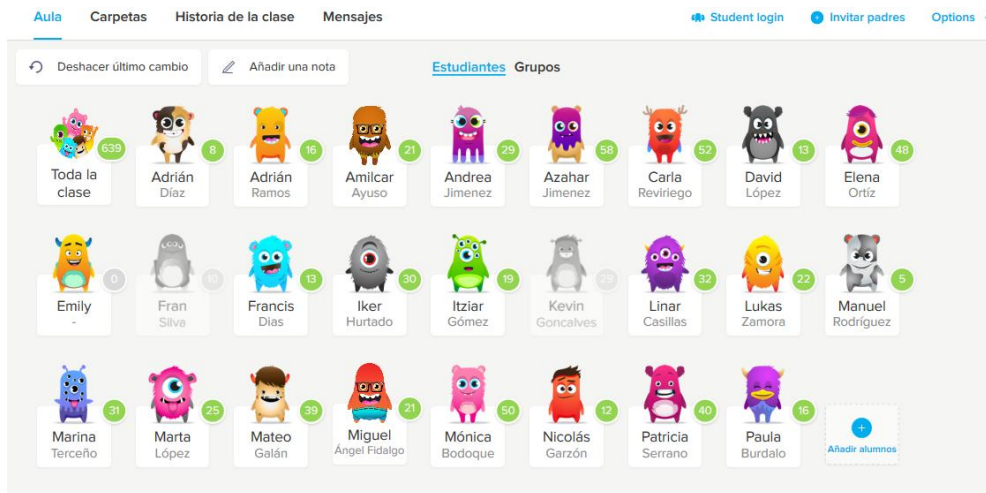 Aula Carpetas Historia de la clase Mensajes Student login Invitar padres Options
Deshacer último cambio Añadir una nota Estudiantes Grupos
639 8 16 21 29 58 52 13 48
Toda la clase
Adrián Díaz
Adrián Ramos
Amilcar Ayuso
Andrea Jimenez
Azahar Jimenez
Carla Reviriego
David López
Elena Ortíz
0 10 13 30 19 23 32 22 5
Emily -
Fran Silva
Francis Dias
Iker Hurtado
Itziar Gómez
Kevin Goncalves
Linar Casillas
Lukas Zamora
Manuel Rodríguez
31 25 39 21 50 12 40 16
Marina Terceño
Marta López
Mateo Galán
Miguel Ángel Fidalgo
Mónica Bodoque
Nicolás Garzón
Patricia Serrano
Paula Burdalo
Añadir alumnos